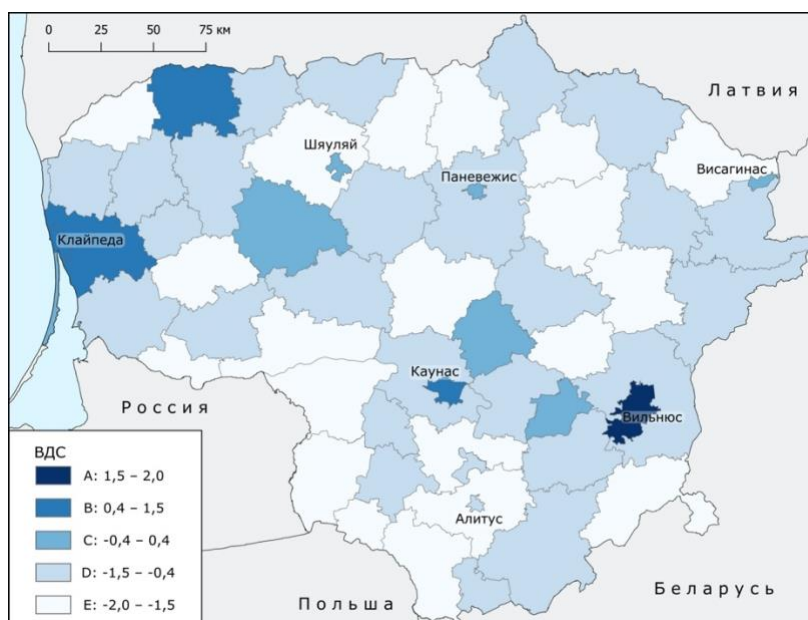 0 25 50 75 км
Латвия
Шяуляй
Паневежис
Висагинас
Клайпеда
Каунас
Россия
Вильнюс
ВДС
A: 1,5 – 2,0
B: 0,4 – 1,5
C: -0,4 – 0,4
D: -1,5 – -0,4
E: -2,0 – -1,5
Алитус
Беларусь
Польша